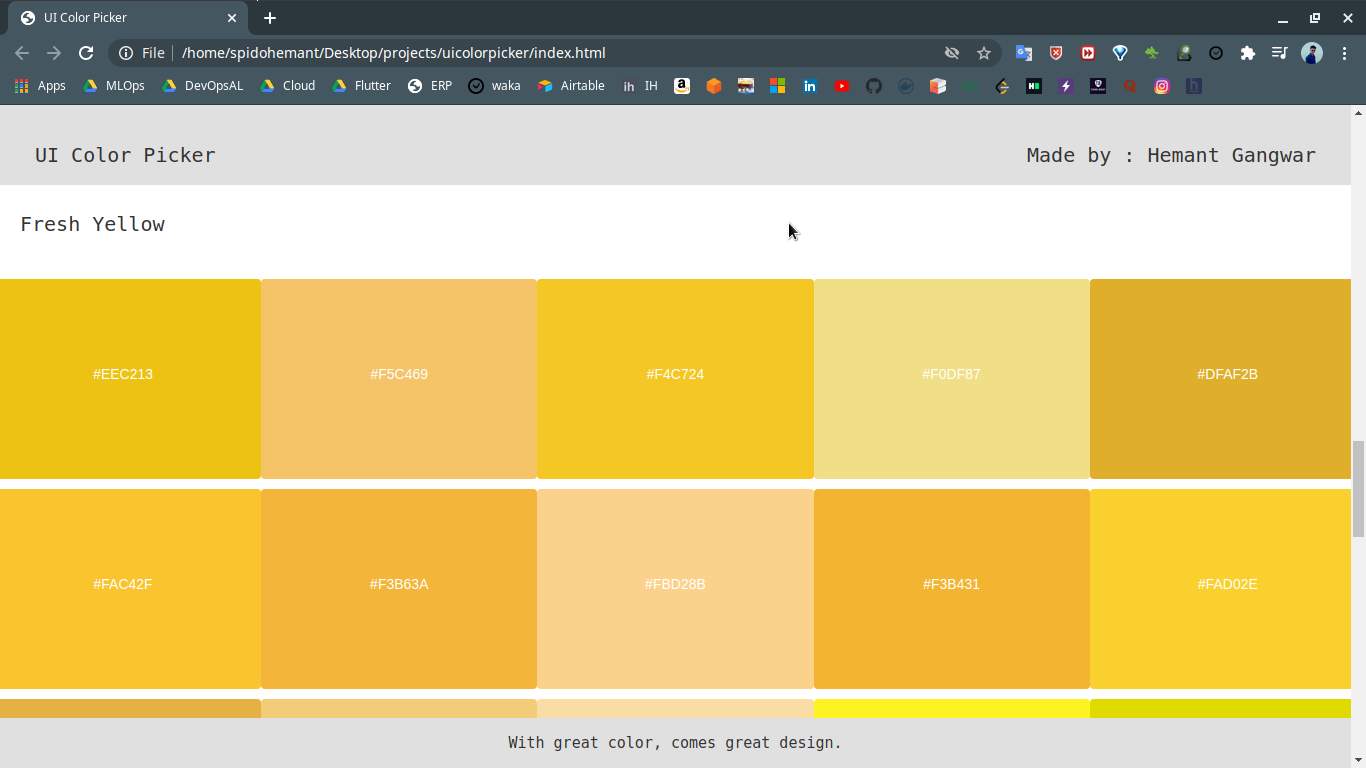 UI Color Picker
File /home/spidohemant/Desktop/projects/uicolorpicker/index.html
Apps MLOps DevOpsAL Cloud Flutter ERP waka Airtable ih IH
UI Color Picker Made by : Hemant Gangwar
Fresh Yellow
#EEC213 #F5C469 #F4C724 #F0DF87 #DFAF2B
#FAC42F #F3B63A #FBD28B #F3B431 #FAD02E
With great color, comes great design.